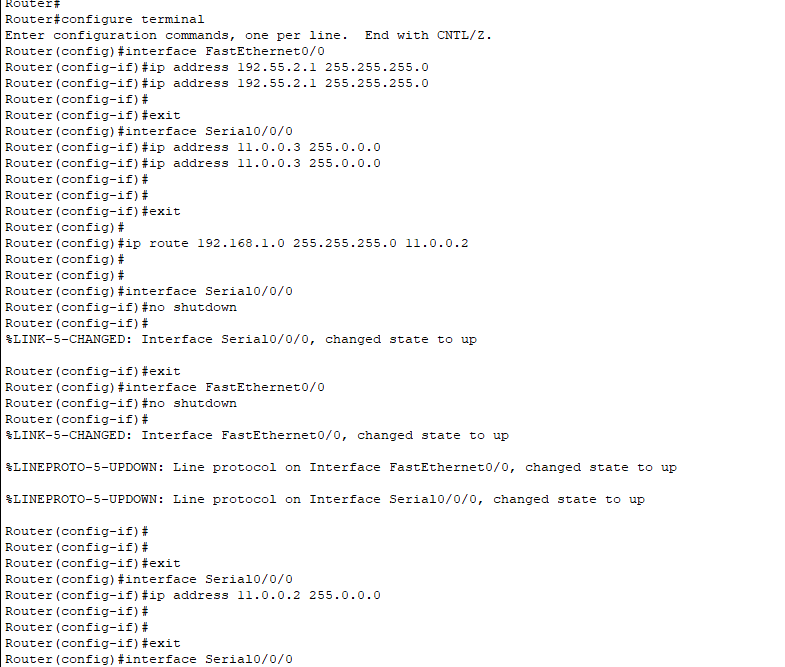 Router#
Router#configure terminal
Enter configuration commands, one per line.  End with CNTL/Z.
Router(config)#interface FastEthernet0/0
Router(config-if)#ip address 192.55.2.1 255.255.255.0
Router(config-if)#ip address 192.55.2.1 255.255.255.0
Router(config-if)#
Router(config-if)#exit
Router(config)#interface Serial0/0/0
Router(config-if)#ip address 11.0.0.3 255.0.0.0
Router(config-if)#ip address 11.0.0.3 255.0.0.0
Router(config-if)#
Router(config-if)#
Router(config-if)#exit
Router(config)#
Router(config)#ip route 192.168.1.0 255.255.255.0 11.0.0.2
Router(config)#
Router(config)#
Router(config)#interface Serial0/0/0
Router(config-if)#no shutdown
Router(config-if)#
%LINK-5-CHANGED: Interface Serial0/0/0, changed state to up
Router(config-if)#exit
Router(config)#interface FastEthernet0/0
Router(config-if)#no shutdown
Router(config-if)#
%LINK-5-CHANGED: Interface FastEthernet0/0, changed state to up
%LINEPROTO-5-UPDOWN: Line protocol on Interface FastEthernet0/0, changed state to up
%LINEPROTO-5-UPDOWN: Line protocol on Interface Serial0/0/0, changed state to up
Router(config-if)#
Router(config-if)#
Router(config-if)#exit
Router(config)#interface Serial0/0/0
Router(config-if)#ip address 11.0.0.2 255.0.0.0
Router(config-if)#
Router(config-if)#
Router(config-if)#exit
Router(config)#interface Serial0/0/0